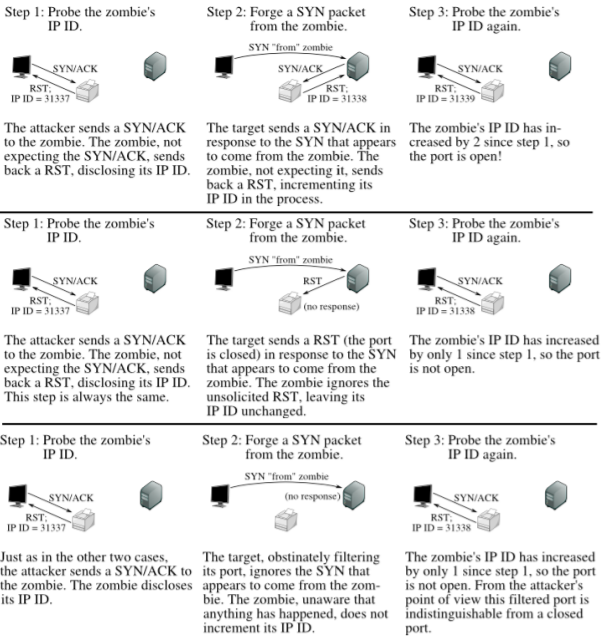 Step 1: Probe the zombie's
IP ID.
SYN/ACK
RST;
IP ID = 31337
The attacker sends a SYN/ACK
to the zombie. The zombie, not
expecting the SYN/ACK, sends
back a RST, disclosing its IP ID.
Step 2: Forge a SYN packet
from the zombie.
SYN "from" zombie
SYN/ACK
RST;
IP ID = 31338
The target sends a SYN/ACK in
response to the SYN that appears
to come from the zombie. The
zombie, not expecting it, sends
back a RST, incrementing its
IP ID in the process.
Step 3: Probe the zombie's
IP ID again.
SYN/ACK
RST;
IP ID = 31339
The zombie's IP ID has in-
creased by 2 since step 1, so
the port is open!
Step 1: Probe the zombie's
IP ID.
SYN/ACK
RST;
IP ID = 31337
The attacker sends a SYN/ACK
to the zombie. The zombie, not
expecting the SYN/ACK, sends
back a RST, disclosing its IP ID.
This step is always the same.
Step 2: Forge a SYN packet
from the zombie.
SYN "from" zombie
RST
(no response)
The target sends a RST (the port
is closed) in response to the SYN
that appears to come from the
zombie. The zombie ignores the
unsolicited RST, leaving its
IP ID unchanged.
Step 3: Probe the zombie's
IP ID again.
SYN/ACK
RST;
IP ID = 31338
The zombie's IP ID has increased
by only 1 since step 1, so the port
is not open.
Step 1: Probe the zombie's
IP ID.
SYN/ACK
RST;
IP ID = 31337
Just as in the other two cases,
the attacker sends a SYN/ACK to
the zombie. The zombie discloses
its IP ID.
Step 2: Forge a SYN packet
from the zombie.
SYN "from" zombie
(no response)
The target, obstinately filtering
its port, ignores the SYN that
appears to come from the zom-
bie. The zombie, unaware that
anything has happened, does not
increment its IP ID.
Step 3: Probe the zombie's
IP ID again.
SYN/ACK
RST;
IP ID = 31338
The zombie's IP ID has increased
by only 1 since step 1, so the port
is not open. From the attacker's
point of view this filtered port is
indistinguishable from a closed
port.